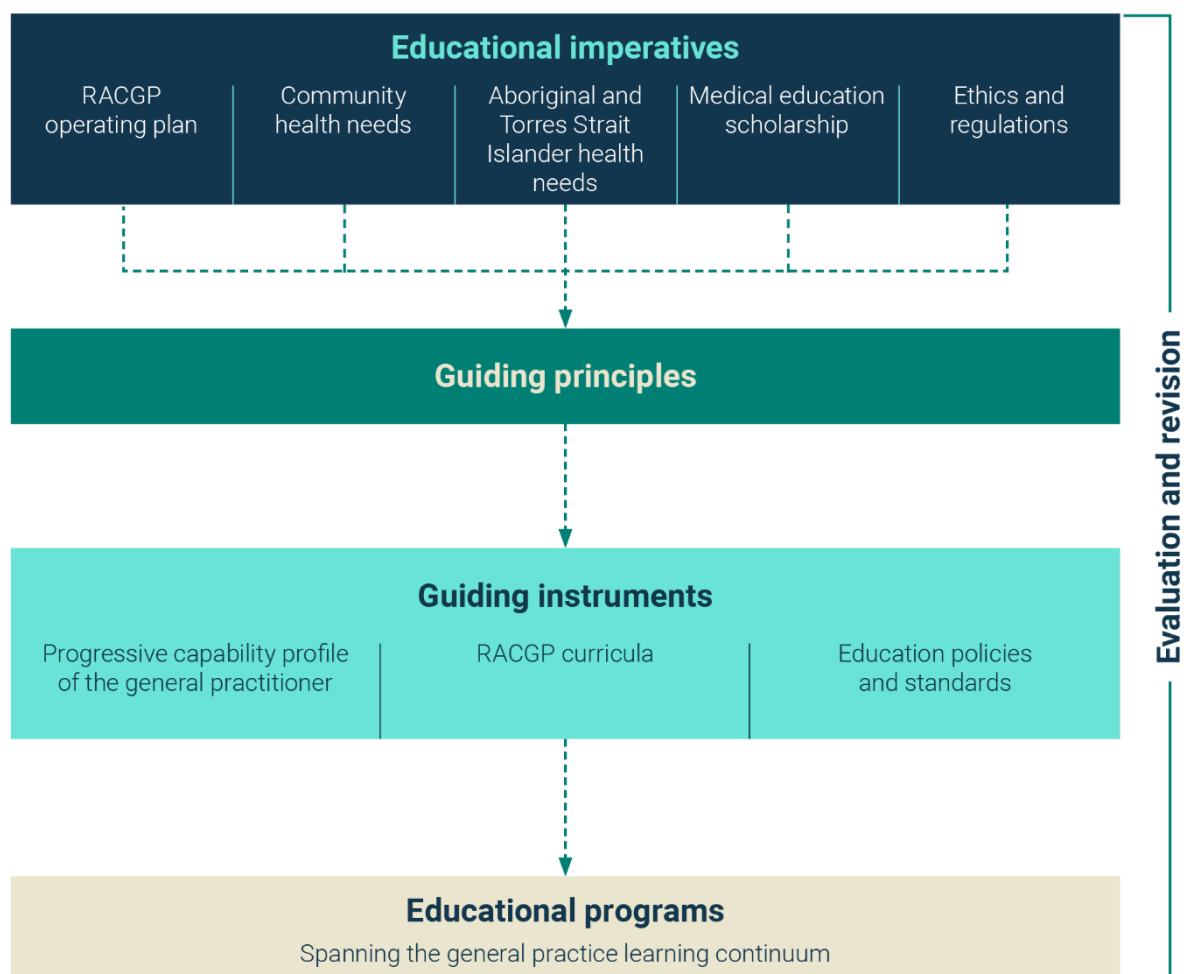 Educational imperatives
RACGP
operating plan
Community
health needs
Aboriginal and
Torres Strait
Islander health
needs
Medical education
scholarship
Ethics and
regulations
Guiding principles
Guiding instruments
Progressive capability profile
of the general practitioner
RACGP curricula
Education policies
and standards
Educational programs
Spanning the general practice learning continuum
Evaluation and revision